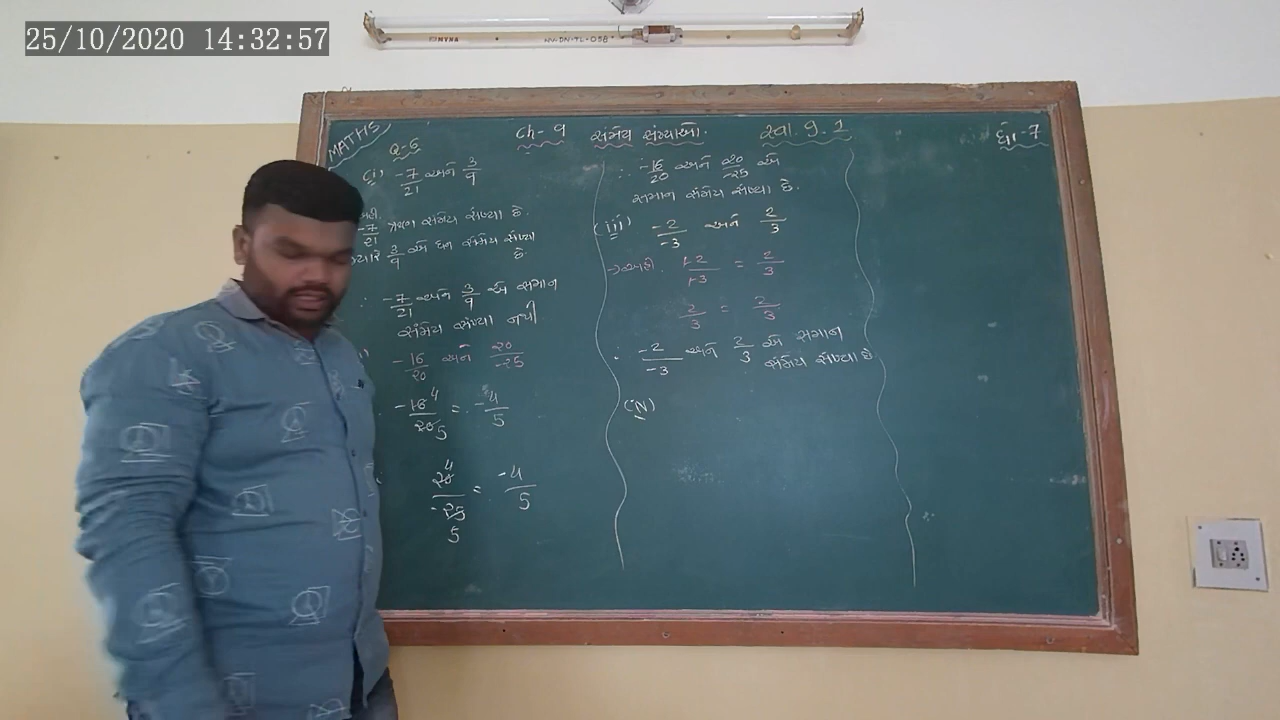 25/10/2020 14:32:57
MYNA
MATHS
Q-6
Ch-9 સંમેય સંખ્યાઓ. સ્વા. 9.1
ધો-7
(i) -7/21 અને 3/9
-7/21 ઋણ સંમેય સંખ્યા છે.
3/9 એ ધન સંમેય સંખ્યા
છે.
∴ -7/21 અને 3/9 એ સમાન
સંમેય સંખ્યા નથી
-16/20 અને 20/-25
-16/20 = -4/5
20/-25 = -4/5
∴ -16/20 અને 20/-25 એ
સમાન સંમેય સંખ્યા છે.
(iii) -2/-3 અને 2/3
→ અહીં. -2/-3 = 2/3
2/3 = 2/3
∴ -2/-3 અને 2/3 એ સમાન
સંમેય સંખ્યા છે
(iv)